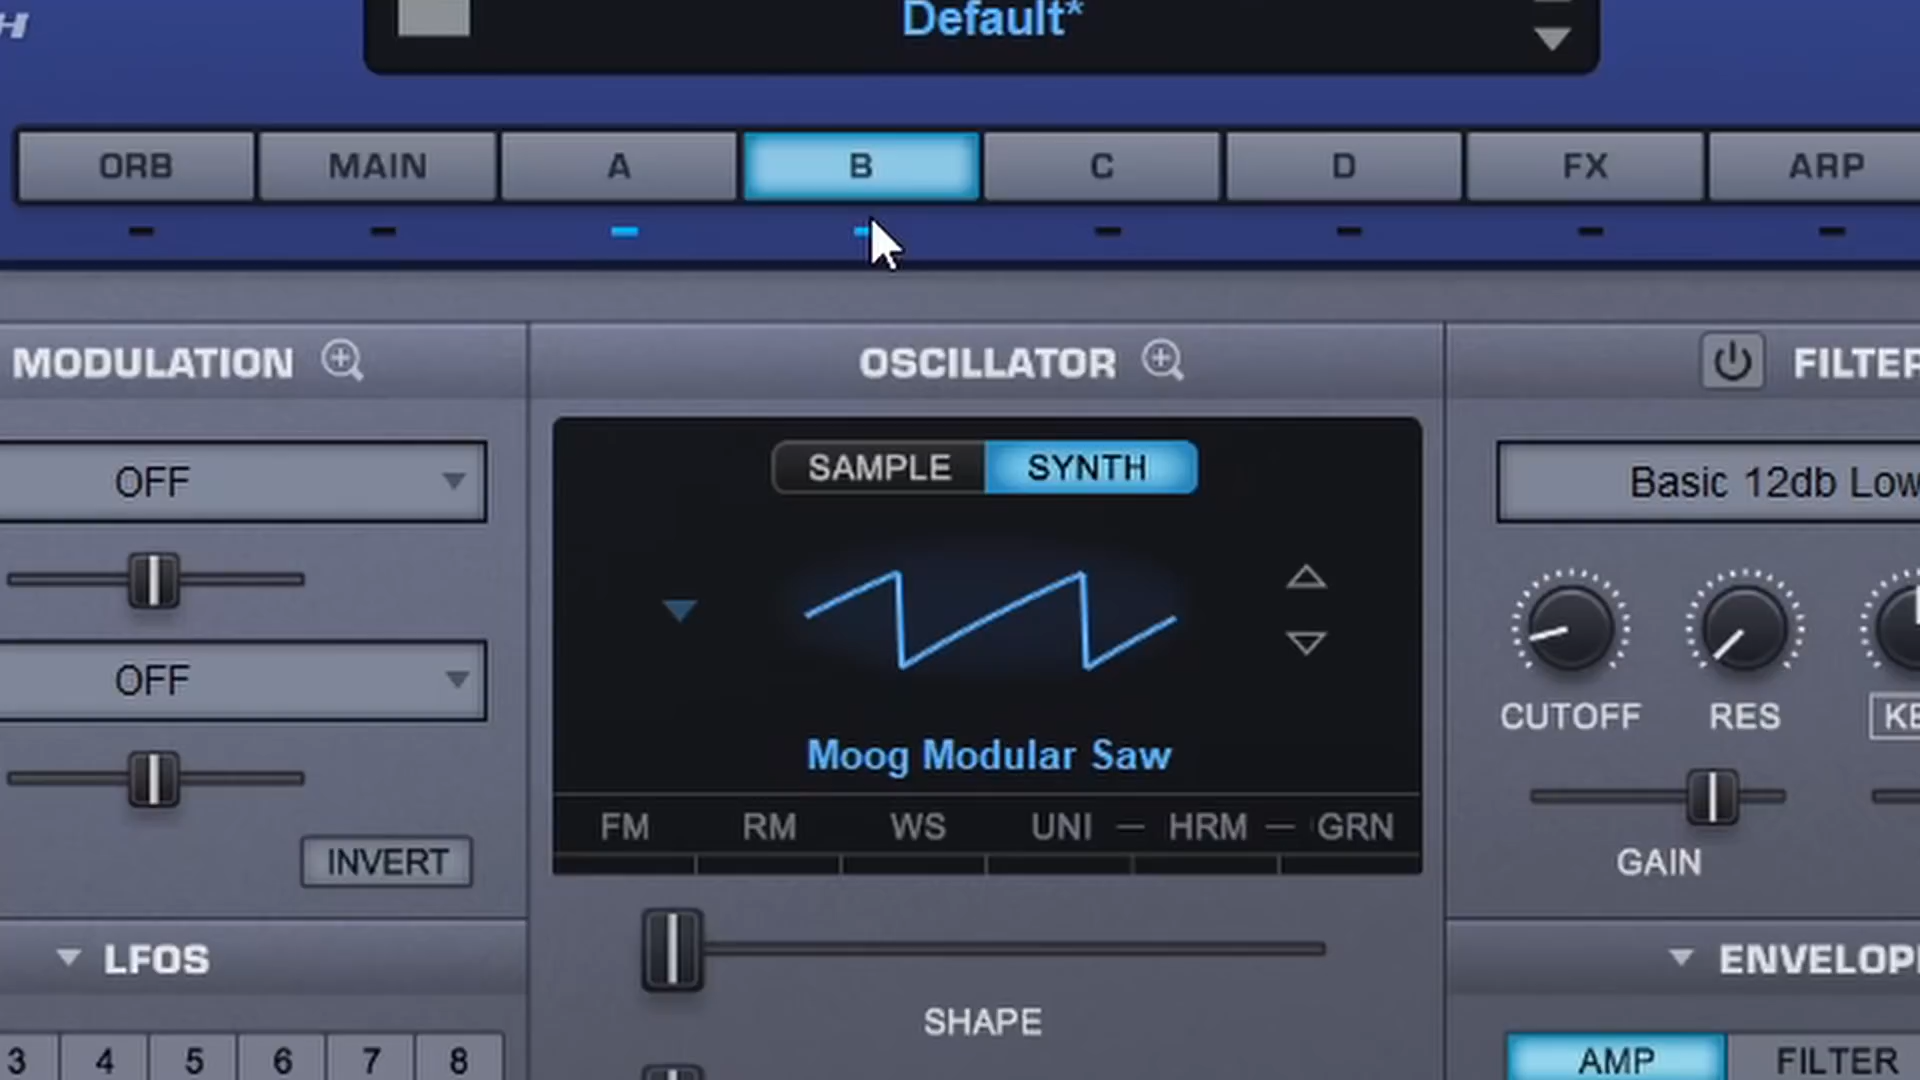 H
Default*
ORB MAIN A B C D FX ARP
MODULATION
OSCILLATOR
FILTER
OFF
SAMPLE SYNTH
Basic 12db Low
OFF
CUTOFF RES KE
Moog Modular Saw
FM RM WS UNI – HRM – GRN
INVERT
GAIN
LFOS
ENVELOP
SHAPE
3 4 5 6 7 8
AMP FILTER